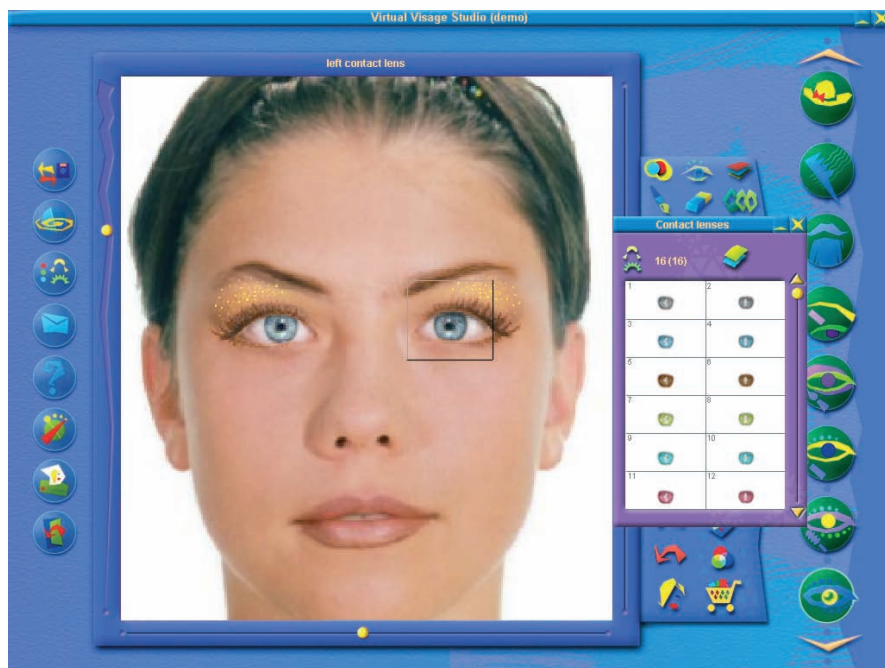 Virtual Visage Studio (demo)
left contact lens
Contact lenses
16 (16)
1 2
3 4
5 6
7 8
9 10
11 12